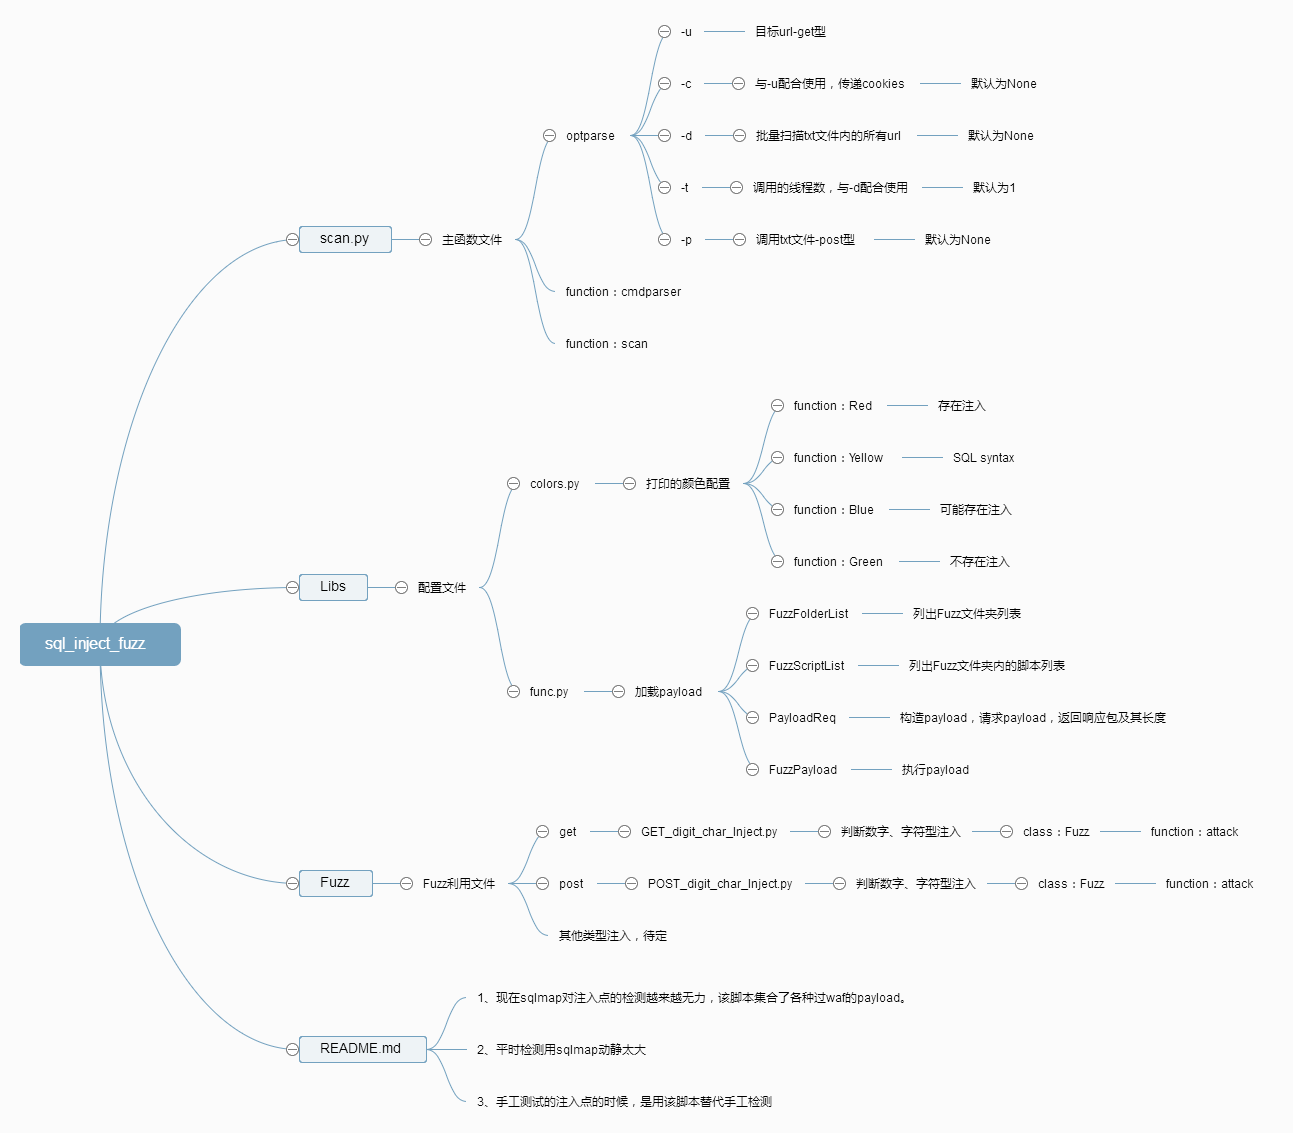 sql_inject_fuzz
scan.py
主函数文件
optparse
-u 目标url-get型
-c 与-u配合使用，传递cookies 默认为None
-d 批量扫描txt文件内的所有url 默认为None
-t 调用的线程数，与-d配合使用 默认为1
-p 调用txt文件-post型 默认为None
function：cmdparser
function：scan
Libs
配置文件
colors.py
打印的颜色配置
function：Red 存在注入
function：Yellow SQL syntax
function：Blue 可能存在注入
function：Green 不存在注入
func.py
加载payload
FuzzFolderList 列出Fuzz文件夹列表
FuzzScriptList 列出Fuzz文件夹内的脚本列表
PayloadReq 构造payload，请求payload，返回响应包及其长度
FuzzPayload 执行payload
Fuzz
Fuzz利用文件
get GET_digit_char_Inject.py 判断数字、字符型注入 class：Fuzz function：attack
post POST_digit_char_Inject.py 判断数字、字符型注入 class：Fuzz function：attack
其他类型注入，待定
README.md
1、现在sqlmap对注入点的检测越来越无力，该脚本集合了各种过waf的payload。
2、平时检测用sqlmap动静太大
3、手工测试的注入点的时候，是用该脚本替代手工检测